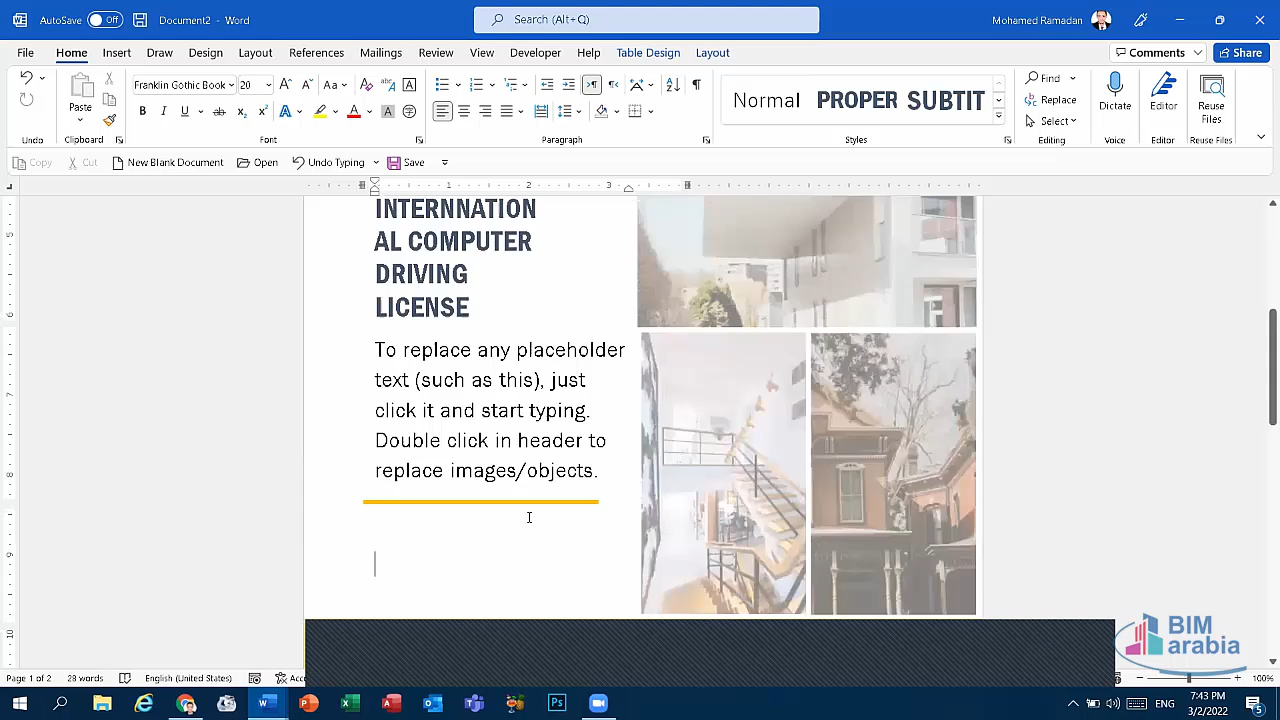 AutoSave Off Document2 - Word Search (Alt+Q) Mohamed Ramadan
File Home Insert Draw Design Layout References Mailings Review View Developer Help Table Design Layout Comments Share
Franklin Gothic Book 20 Aa
Paste
Normal PROPER SUBTIT
Find
Replace
Select
Dictate Editor Reuse Files
Undo Clipboard Font Paragraph Styles Editing Voice Editor Reuse Files
Copy Cut New Blank Document Open Undo Typing Save
1 2 3
INTERNNATION
AL COMPUTER
DRIVING
LICENSE
To replace any placeholder
text (such as this), just
click it and start typing.
Double click in header to
replace images/objects.
BIM
arabia
Page 1 of 2 28 words English (United States) 100%
ENG 7:43 PM
3/2/2022